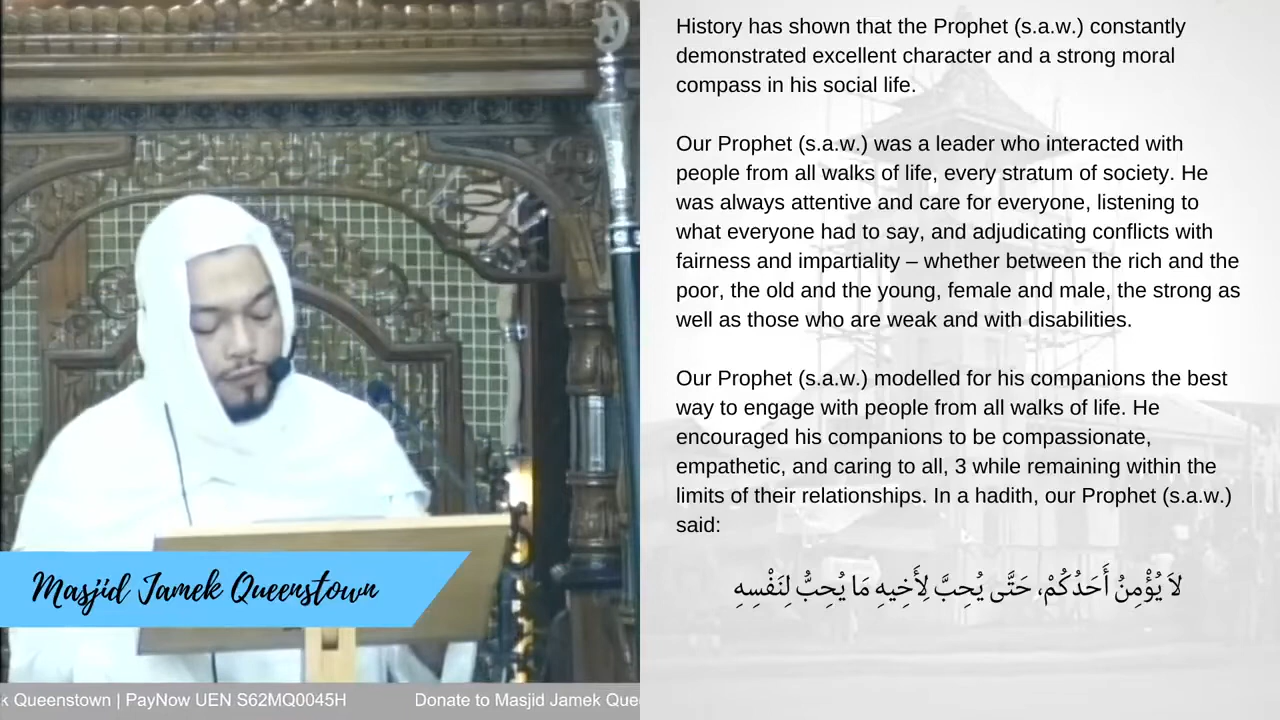 History has shown that the Prophet (s.a.w.) constantly
demonstrated excellent character and a strong moral
compass in his social life.
Our Prophet (s.a.w.) was a leader who interacted with
people from all walks of life, every stratum of society. He
was always attentive and care for everyone, listening to
what everyone had to say, and adjudicating conflicts with
fairness and impartiality – whether between the rich and the
poor, the old and the young, female and male, the strong as
well as those who are weak and with disabilities.
Our Prophet (s.a.w.) modelled for his companions the best
way to engage with people from all walks of life. He
encouraged his companions to be compassionate,
empathetic, and caring to all, 3 while remaining within the
limits of their relationships. In a hadith, our Prophet (s.a.w.)
said:
لاَ يُؤْمِنُ أَحَدُكُمْ، حَتَّى يُحِبَّ لِأَخِيهِ مَا يُحِبُّ لِنَفْسِهِ
Masjid Jamek Queenstown
k Queenstown | PayNow UEN S62MQ0045H Donate to Masjid Jamek Que